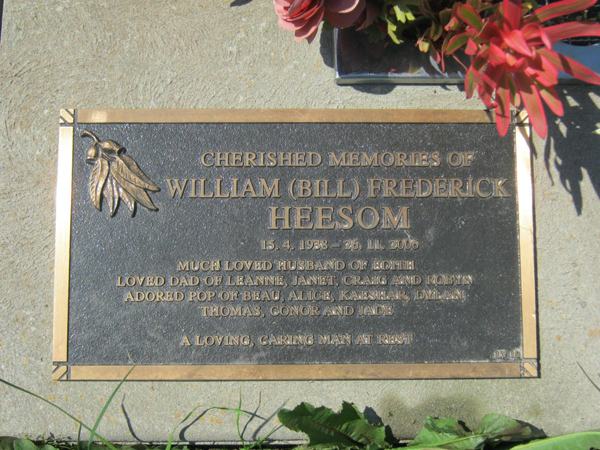 CHERISHED MEMORIES OF
WILLIAM (BILL) FREDERICK
HEESOM
15. 4. 1938 – 26. 11. 2006
MUCH LOVED HUSBAND OF EDITH
LOVED DAD OF LEANNE, JANET, CRAIG AND ROBYN
ADORED POP OF BEAU, ALICE, KAESHAR, DYLAN,
THOMAS, CONOR AND JADE
A LOVING, CARING MAN AT REST